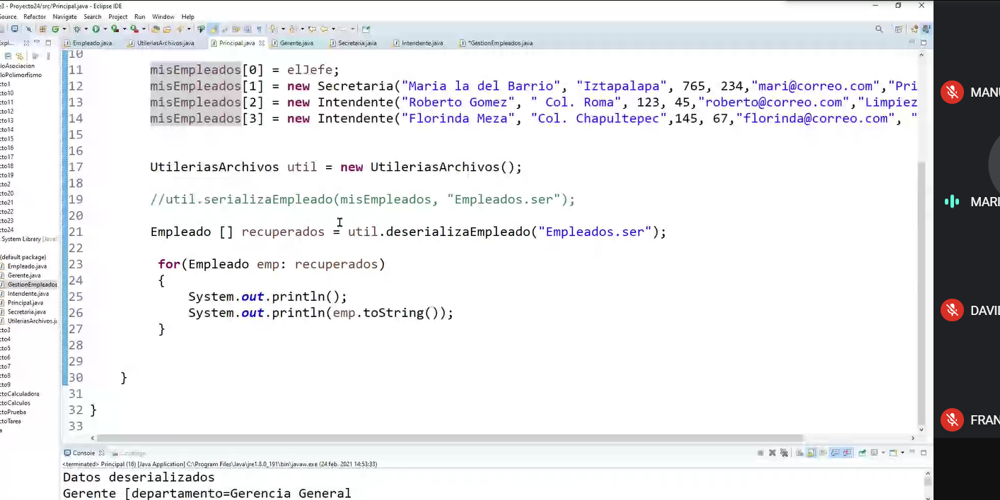 e3 - Proyecto24/src/Principal.java - Eclipse IDE
Source Refactor Navigate Search Project Run Window Help
Empleado.java UtileriasArchivos.java Principal.java Gerente.java Secretaria.java Intendente.java *GestionEmpleados.java
loAsociacion
loPolimorfismo
cto1
cto10
cto11
cto12
cto13
cto14
cto15
cto16
cto17
cto18
cto19
cto2
cto20
cto21
cto22
cto23
cto24
System Library [Java
(default package)
Empleado.java
Gerente.java
GestionEmpleados
Intendente.java
Principal.java
Secretaria.java
UtileriasArchivos.ja
cto3
cto4
cto5
cto6
cto7
cto8
cto9
ctoCalculadora
ctoCalculos
ctoPrueba
ctoTarea
10
11 misEmpleados[0] = elJefe;
12 misEmpleados[1] = new Secretaria("Maria la del Barrio", "Iztapalapa", 765, 234,"mari@correo.com","Pri
13 misEmpleados[2] = new Intendente("Roberto Gomez", " Col. Roma", 123, 45,"roberto@correo.com","Limpiez
14 misEmpleados[3] = new Intendente("Florinda Meza", "Col. Chapultepec",145, 67,"florinda@correo.com", "
15
16
17 UtileriasArchivos util = new UtileriasArchivos();
18
19 //util.serializaEmpleado(misEmpleados, "Empleados.ser");
20
21 Empleado [] recuperados = util.deserializaEmpleado("Empleados.ser");
22
23 for(Empleado emp: recuperados)
24 {
25 System.out.println();
26 System.out.println(emp.toString());
27 }
28
29
30 }
31
32 }
33
Console Coverage
<terminated> Principal (16) [Java Application] C:\Program Files\Java\jre1.8.0_191\bin\javaw.exe (24 feb. 2021 14:53:33)
Datos deserializados
Gerente [departamento=Gerencia General
MANU
MARI
DAVID
FRAN